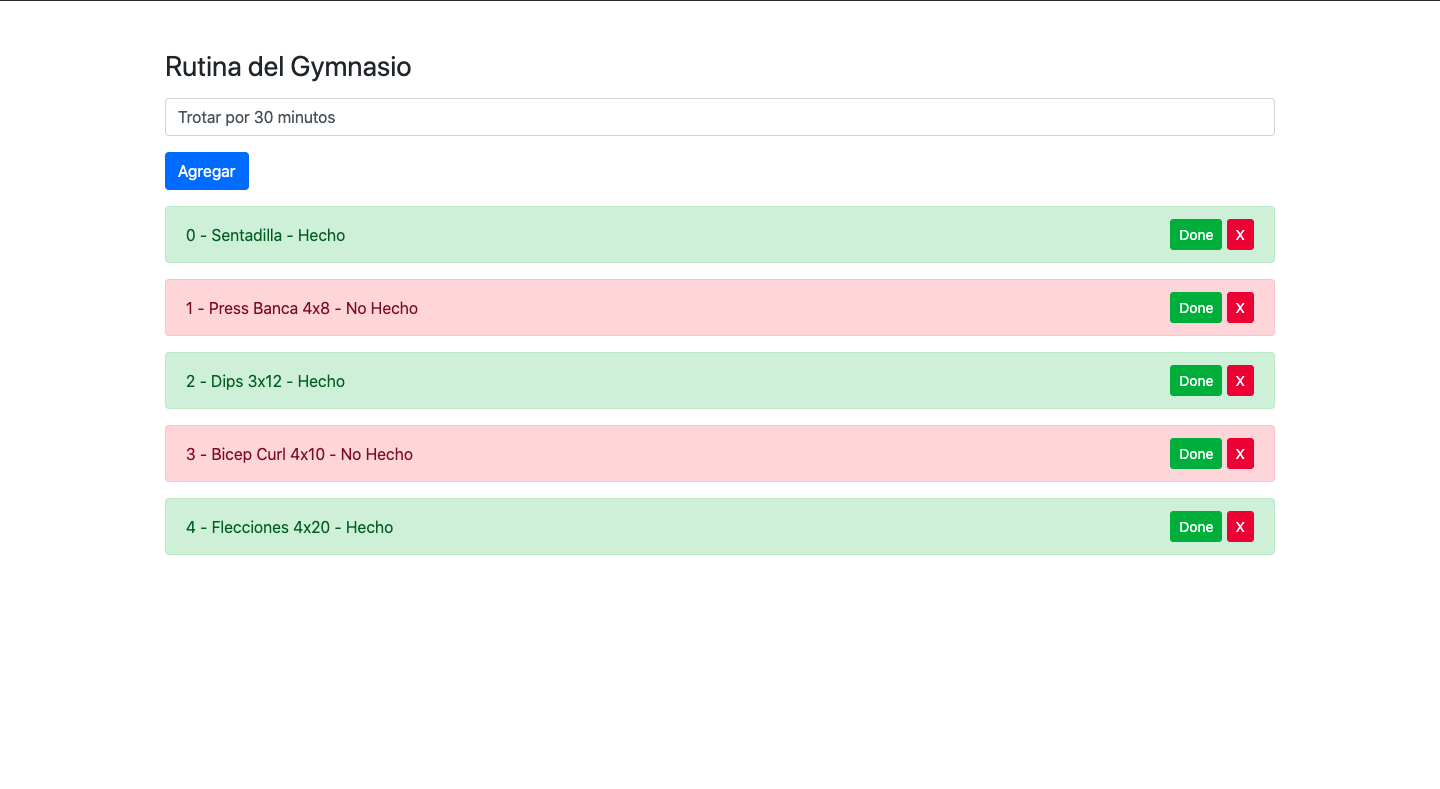 Rutina del Gymnasio
Trotar por 30 minutos
Agregar
0 - Sentadilla - Hecho Done X
1 - Press Banca 4x8 - No Hecho Done X
2 - Dips 3x12 - Hecho Done X
3 - Bicep Curl 4x10 - No Hecho Done X
4 - Flecciones 4x20 - Hecho Done X